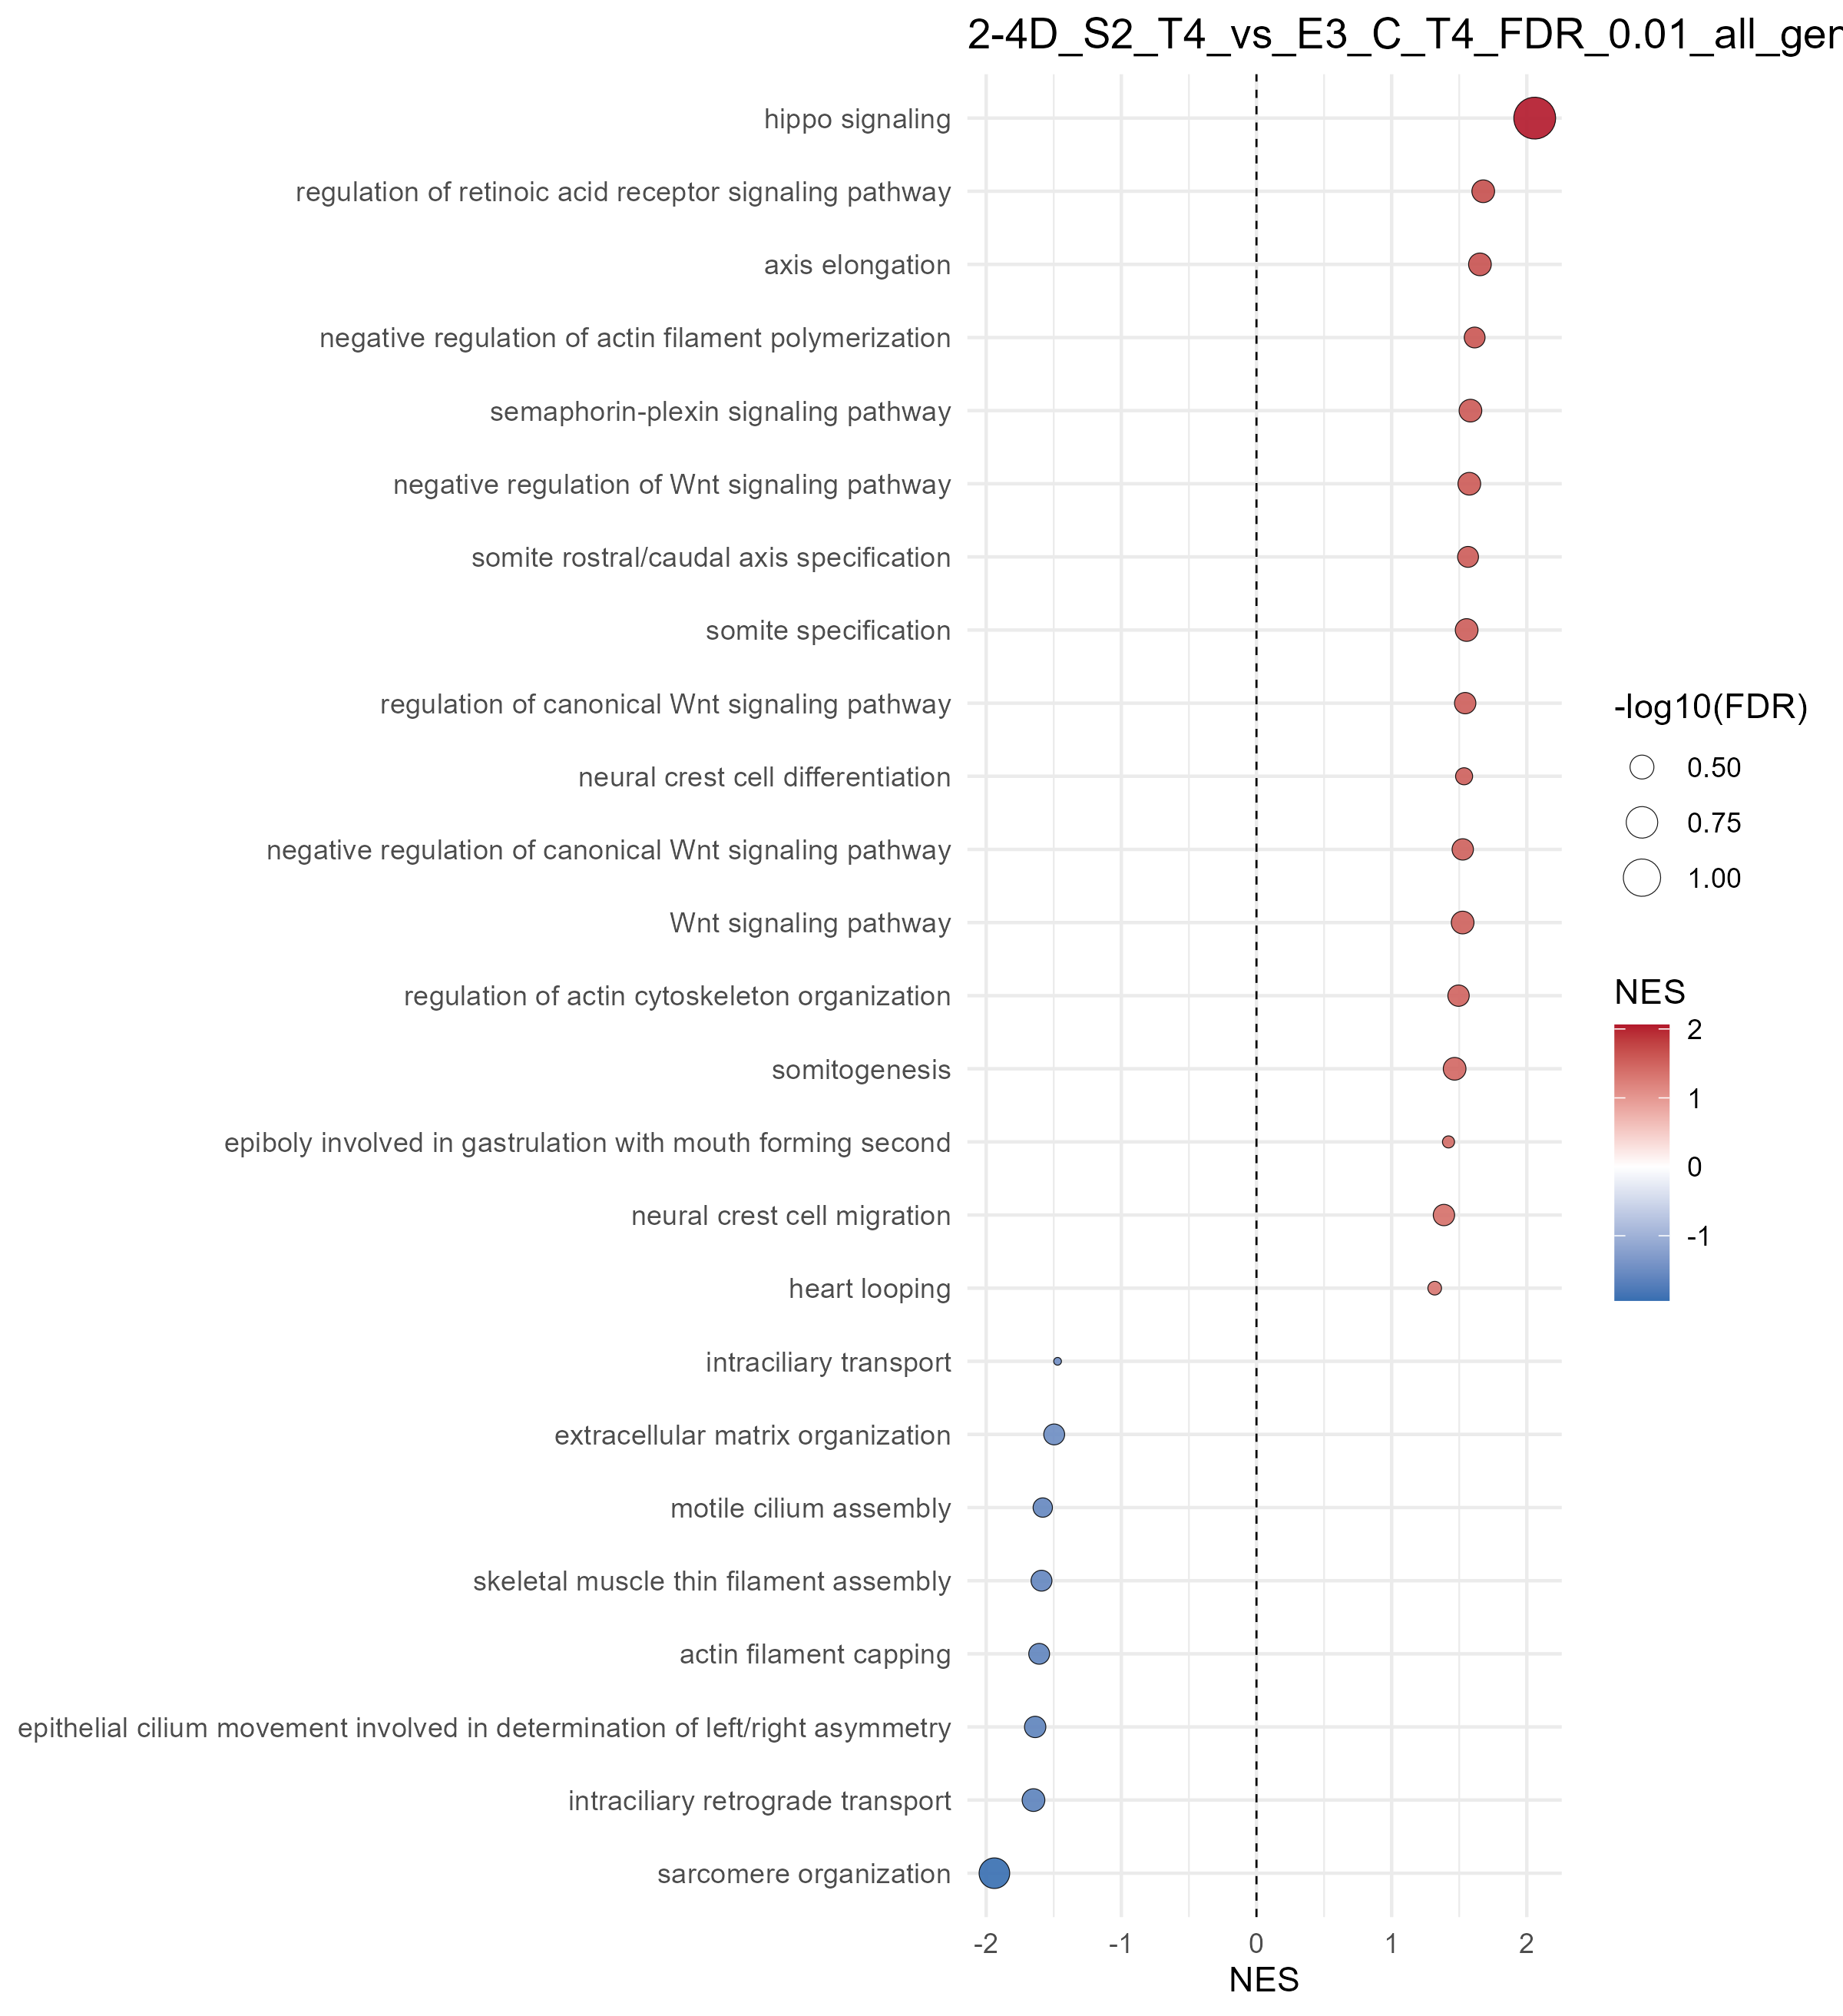 2-4D_S2_T4_vs_E3_C_T4_FDR_0.01_all_gen
hippo signaling
regulation of retinoic acid receptor signaling pathway
axis elongation
negative regulation of actin filament polymerization
semaphorin-plexin signaling pathway
negative regulation of Wnt signaling pathway
somite rostral/caudal axis specification
somite specification
regulation of canonical Wnt signaling pathway
neural crest cell differentiation
negative regulation of canonical Wnt signaling pathway
Wnt signaling pathway
regulation of actin cytoskeleton organization
somitogenesis
epiboly involved in gastrulation with mouth forming second
neural crest cell migration
heart looping
intraciliary transport
extracellular matrix organization
motile cilium assembly
skeletal muscle thin filament assembly
actin filament capping
epithelial cilium movement involved in determination of left/right asymmetry
intraciliary retrograde transport
sarcomere organization
-2 -1 0 1 2
NES
-log10(FDR)
0.50
0.75
1.00
NES
2
1
0
-1